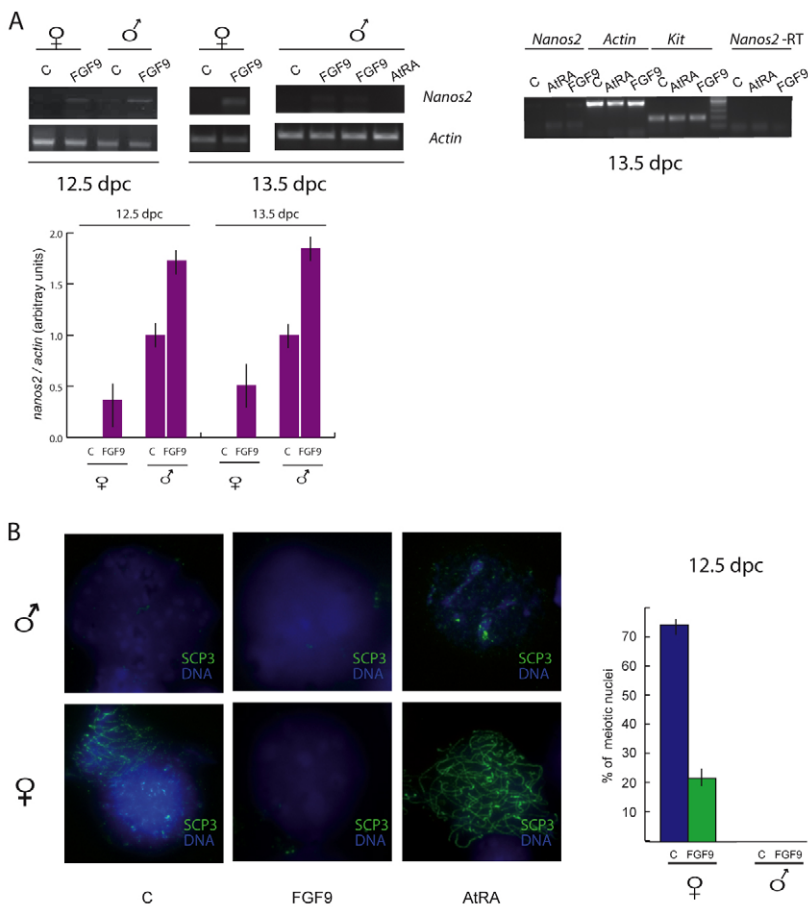 A
♀ ♂ ♀ ♂
C FGF9 C FGF9 C FGF9 C FGF9 FGF9 AtRA
Nanos2
Actin
12.5 dpc 13.5 dpc
Nanos2 Actin Kit Nanos2 -RT
C AtRA FGF9 C AtRA FGF9 C AtRA FGF9 C AtRA FGF9
13.5 dpc
12.5 dpc 13.5 dpc
nanos2 / actin (arbitray units)
2.0
1.5
1.0
0.5
0.0
C FGF9 C FGF9 C FGF9 C FGF9
♀ ♂ ♀ ♂
B
♂
SCP3
DNA
SCP3
DNA
SCP3
DNA
♀
SCP3
DNA
SCP3
DNA
SCP3
DNA
C FGF9 AtRA
12.5 dpc
% of meiotic nuclei
70
60
50
40
30
20
10
C FGF9 C FGF9
♀ ♂